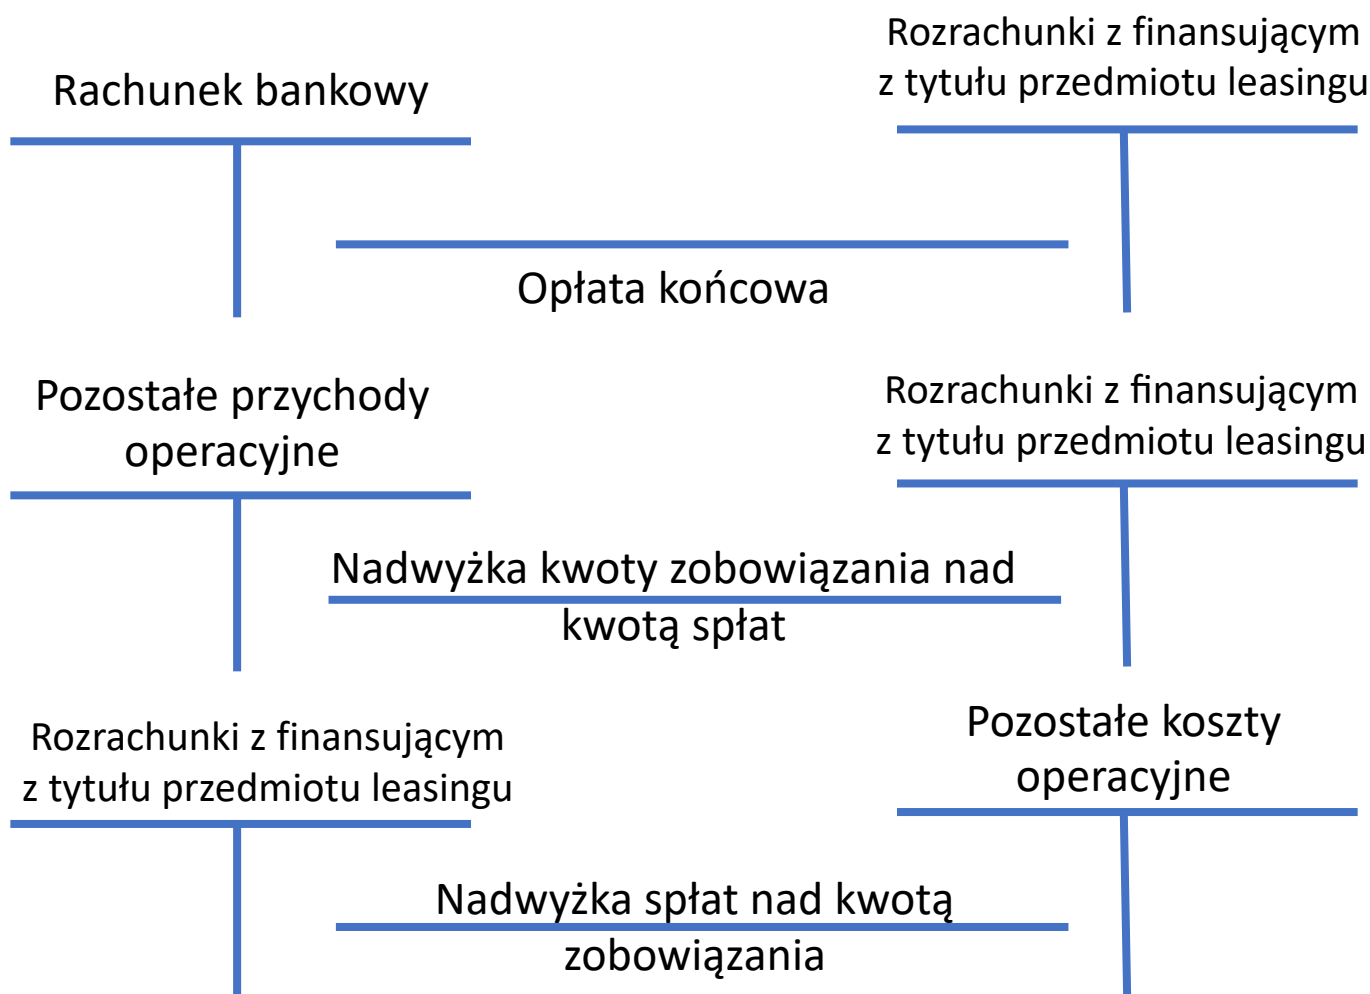 Rachunek bankowy
Rozrachunki z finansującym
z tytułu przedmiotu leasingu
Opłata końcowa
Pozostałe przychody
operacyjne
Rozrachunki z finansującym
z tytułu przedmiotu leasingu
Nadwyżka kwoty zobowiązania nad
kwotą spłat
Rozrachunki z finansującym
z tytułu przedmiotu leasingu
Pozostałe koszty
operacyjne
Nadwyżka spłat nad kwotą
zobowiązania